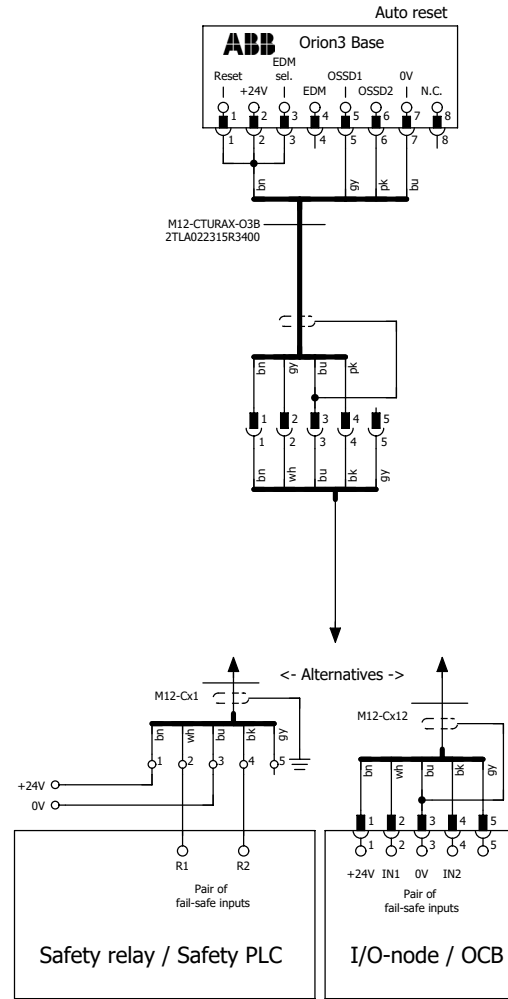 Auto reset
ABB Orion3 Base
EDM
Reset sel. OSSD1 0V
+24V EDM OSSD2 N.C.
1 2 3 4 5 6 7 8
1 2 3 4 5 6 7 8
bn gy pk bu
M12-CTURAX-O3B
2TLA022315R3400
bn gy bu pk
1 2 3 4 5
1 2 3 4 5
bn wh bu bk gy
<- Alternatives ->
M12-Cx1
M12-Cx12
bn wh bu bk gy
1 2 3 4 5
+24V
0V
bn wh bu bk gy
1 2 3 4 5
1 2 3 4 5
R1 R2
Pair of
fail-safe inputs
Safety relay / Safety PLC
+24V IN1 0V IN2
Pair of
fail-safe inputs
I/O-node / OCB